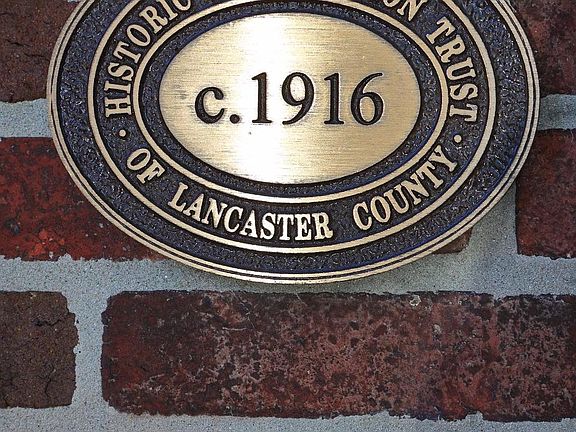 HISTORIC
TRUST
c.1916
OF LANCASTER COUNTY